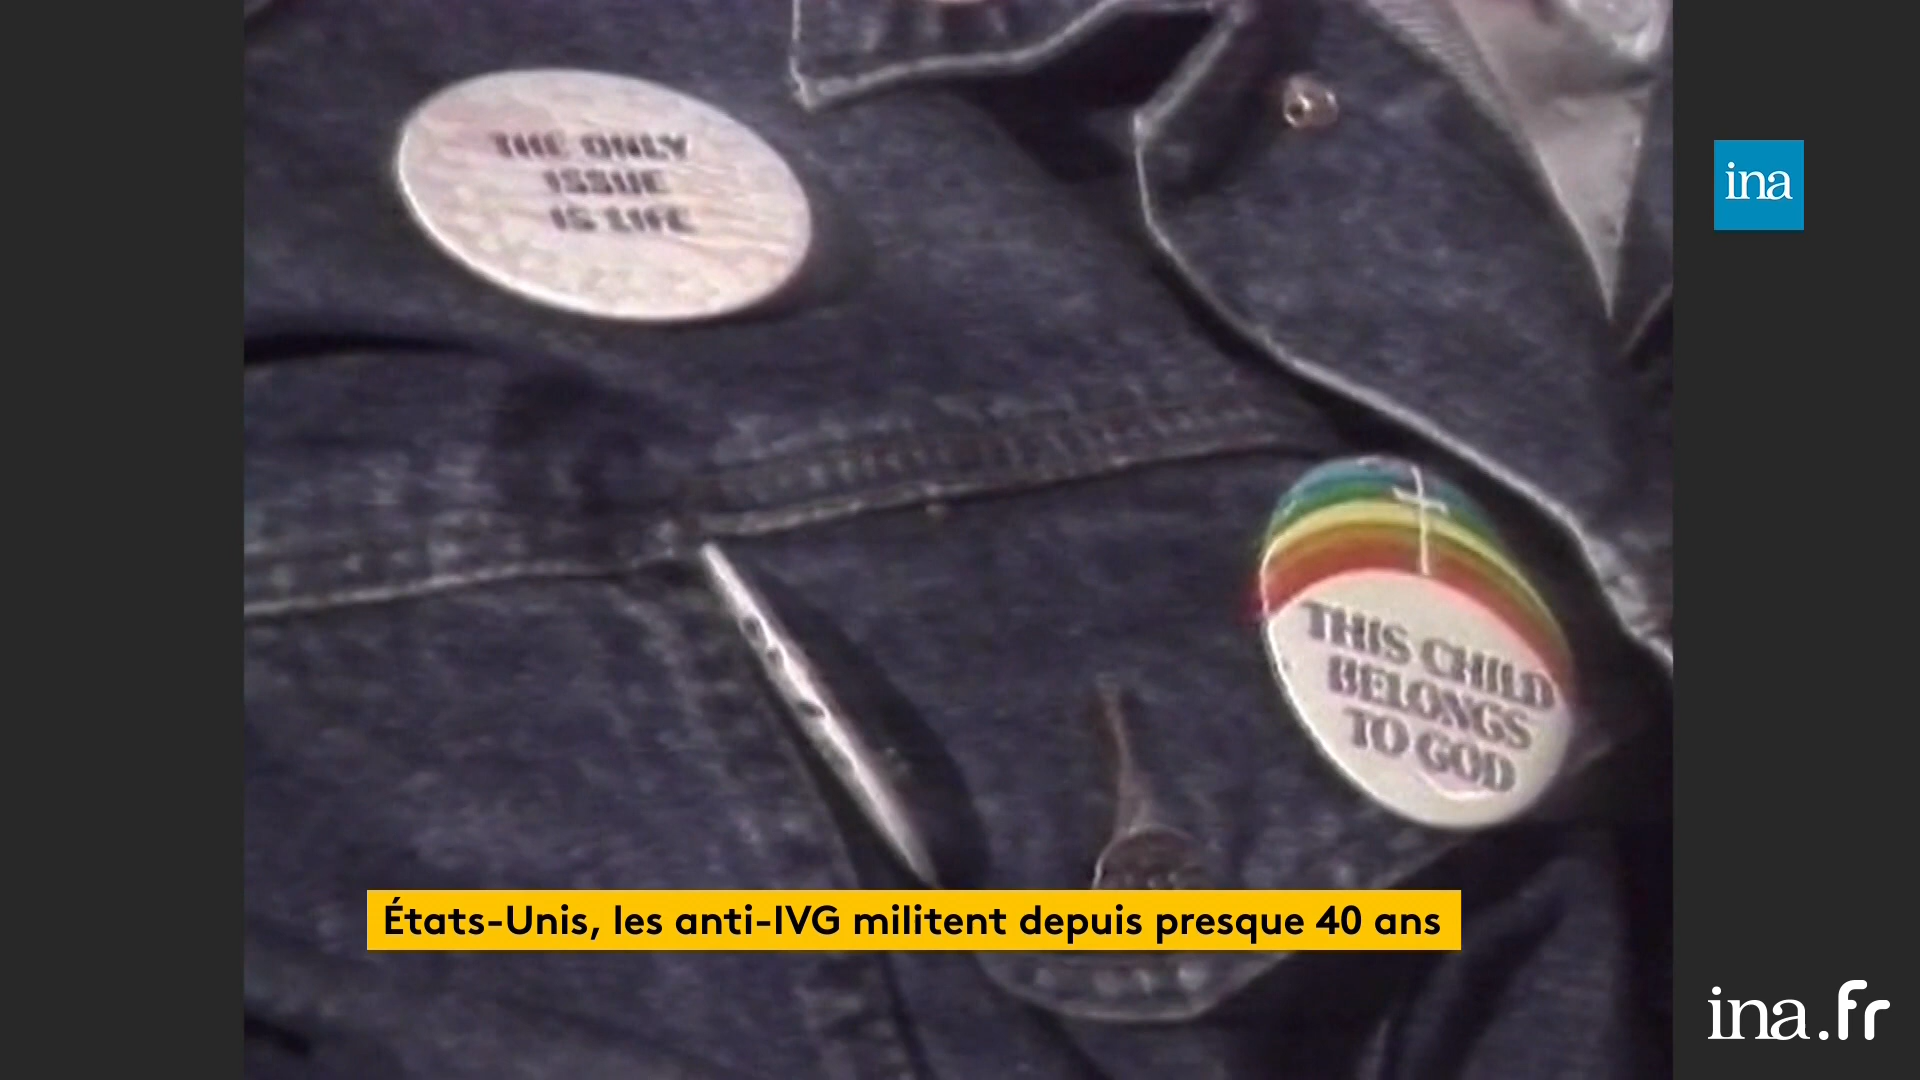 THE ONLY
ISSUE
IS LIFE
ina
THIS CHILD
BELONGS
TO GOD
États-Unis, les anti-IVG militent depuis presque 40 ans
ina.fr